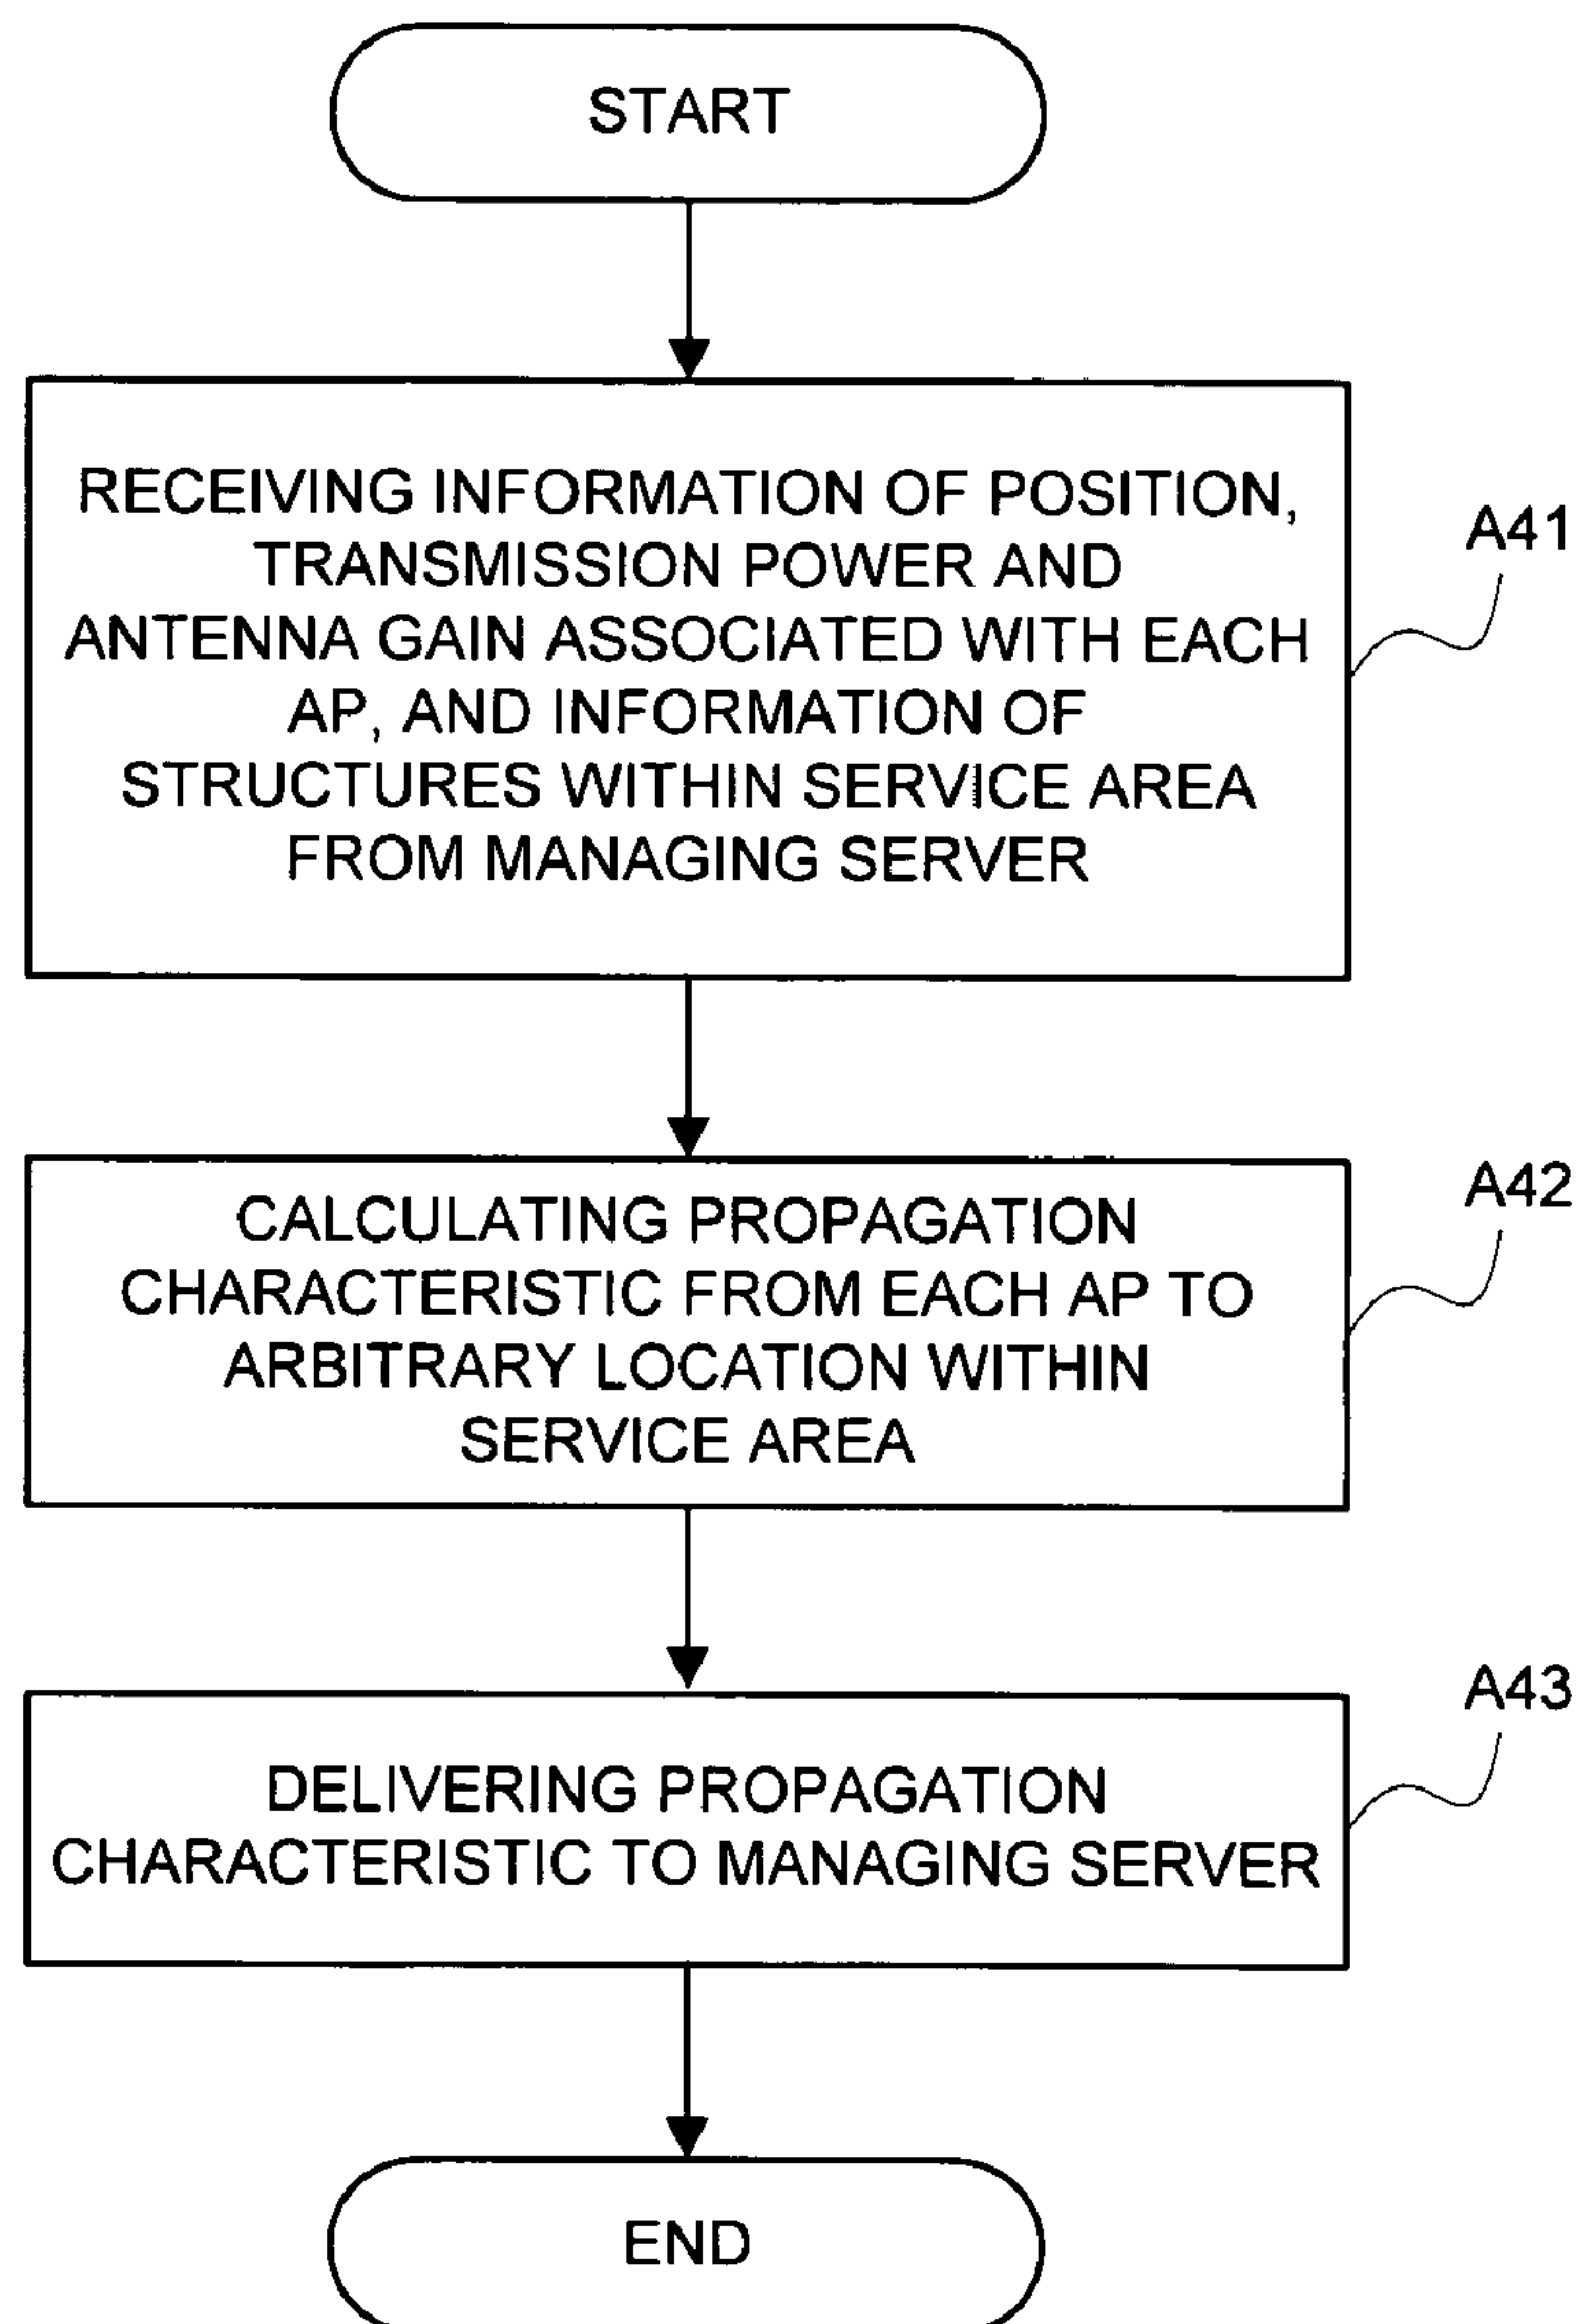 START
RECEIVING INFORMATION OF POSITION,
TRANSMISSION POWER AND
ANTENNA GAIN ASSOCIATED WITH EACH
AP, AND INFORMATION OF
STRUCTURES WITHIN SERVICE AREA
FROM MANAGING SERVER
A41
CALCULATING PROPAGATION
CHARACTERISTIC FROM EACH AP TO
ARBITRARY LOCATION WITHIN
SERVICE AREA
A42
DELIVERING PROPAGATION
CHARACTERISTIC TO MANAGING SERVER
A43
END